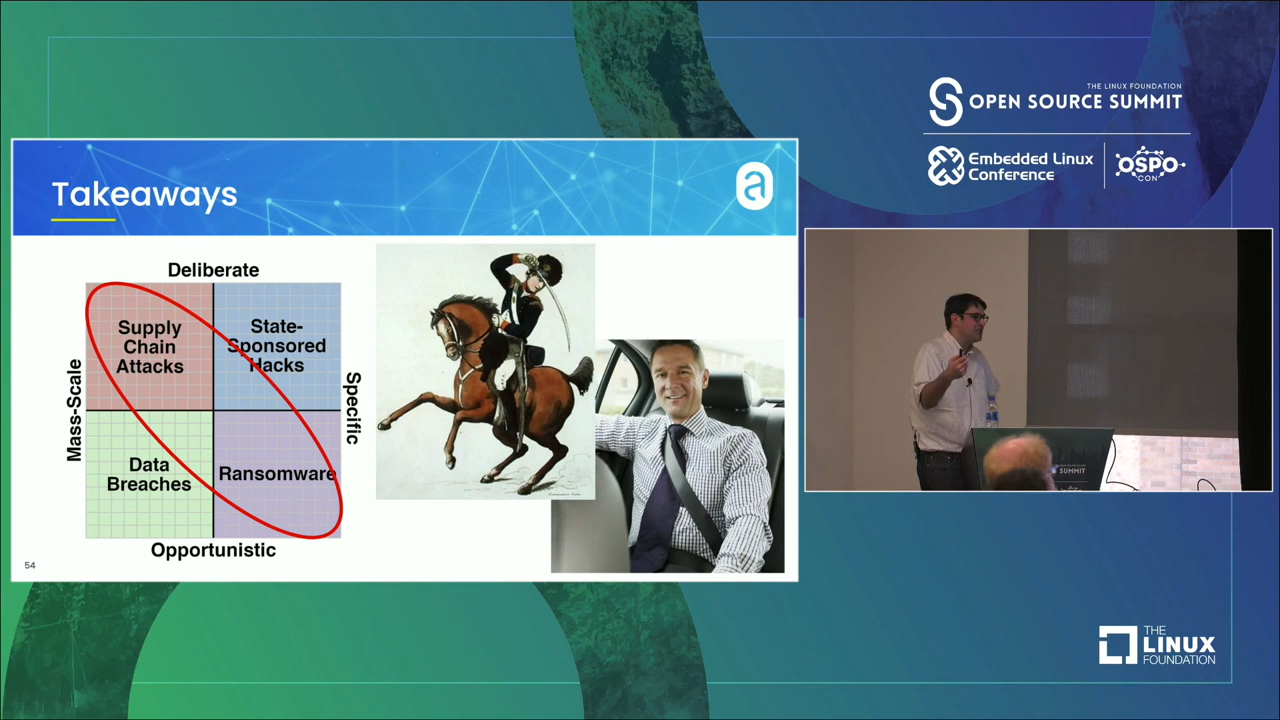 THE LINUX FOUNDATION
OPEN SOURCE SUMMIT
Embedded Linux
Conference
OSPO
CON
Takeaways
a
Deliberate
Supply
Chain
Attacks
State-
Sponsored
Hacks
Mass-Scale
Specific
Data
Breaches
Ransomware
Opportunistic
54
SUMMIT
THE
LINUX
FOUNDATION